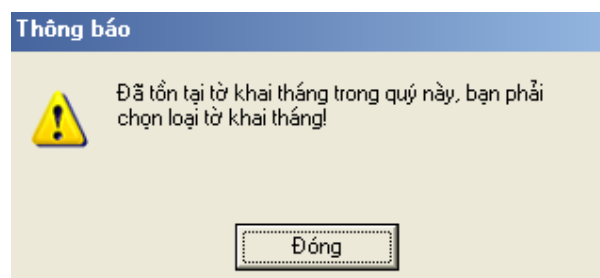 Thông báo
Đã tồn tại tờ khai tháng trong quý này, bạn phải
chọn loại tờ khai tháng!
Đóng